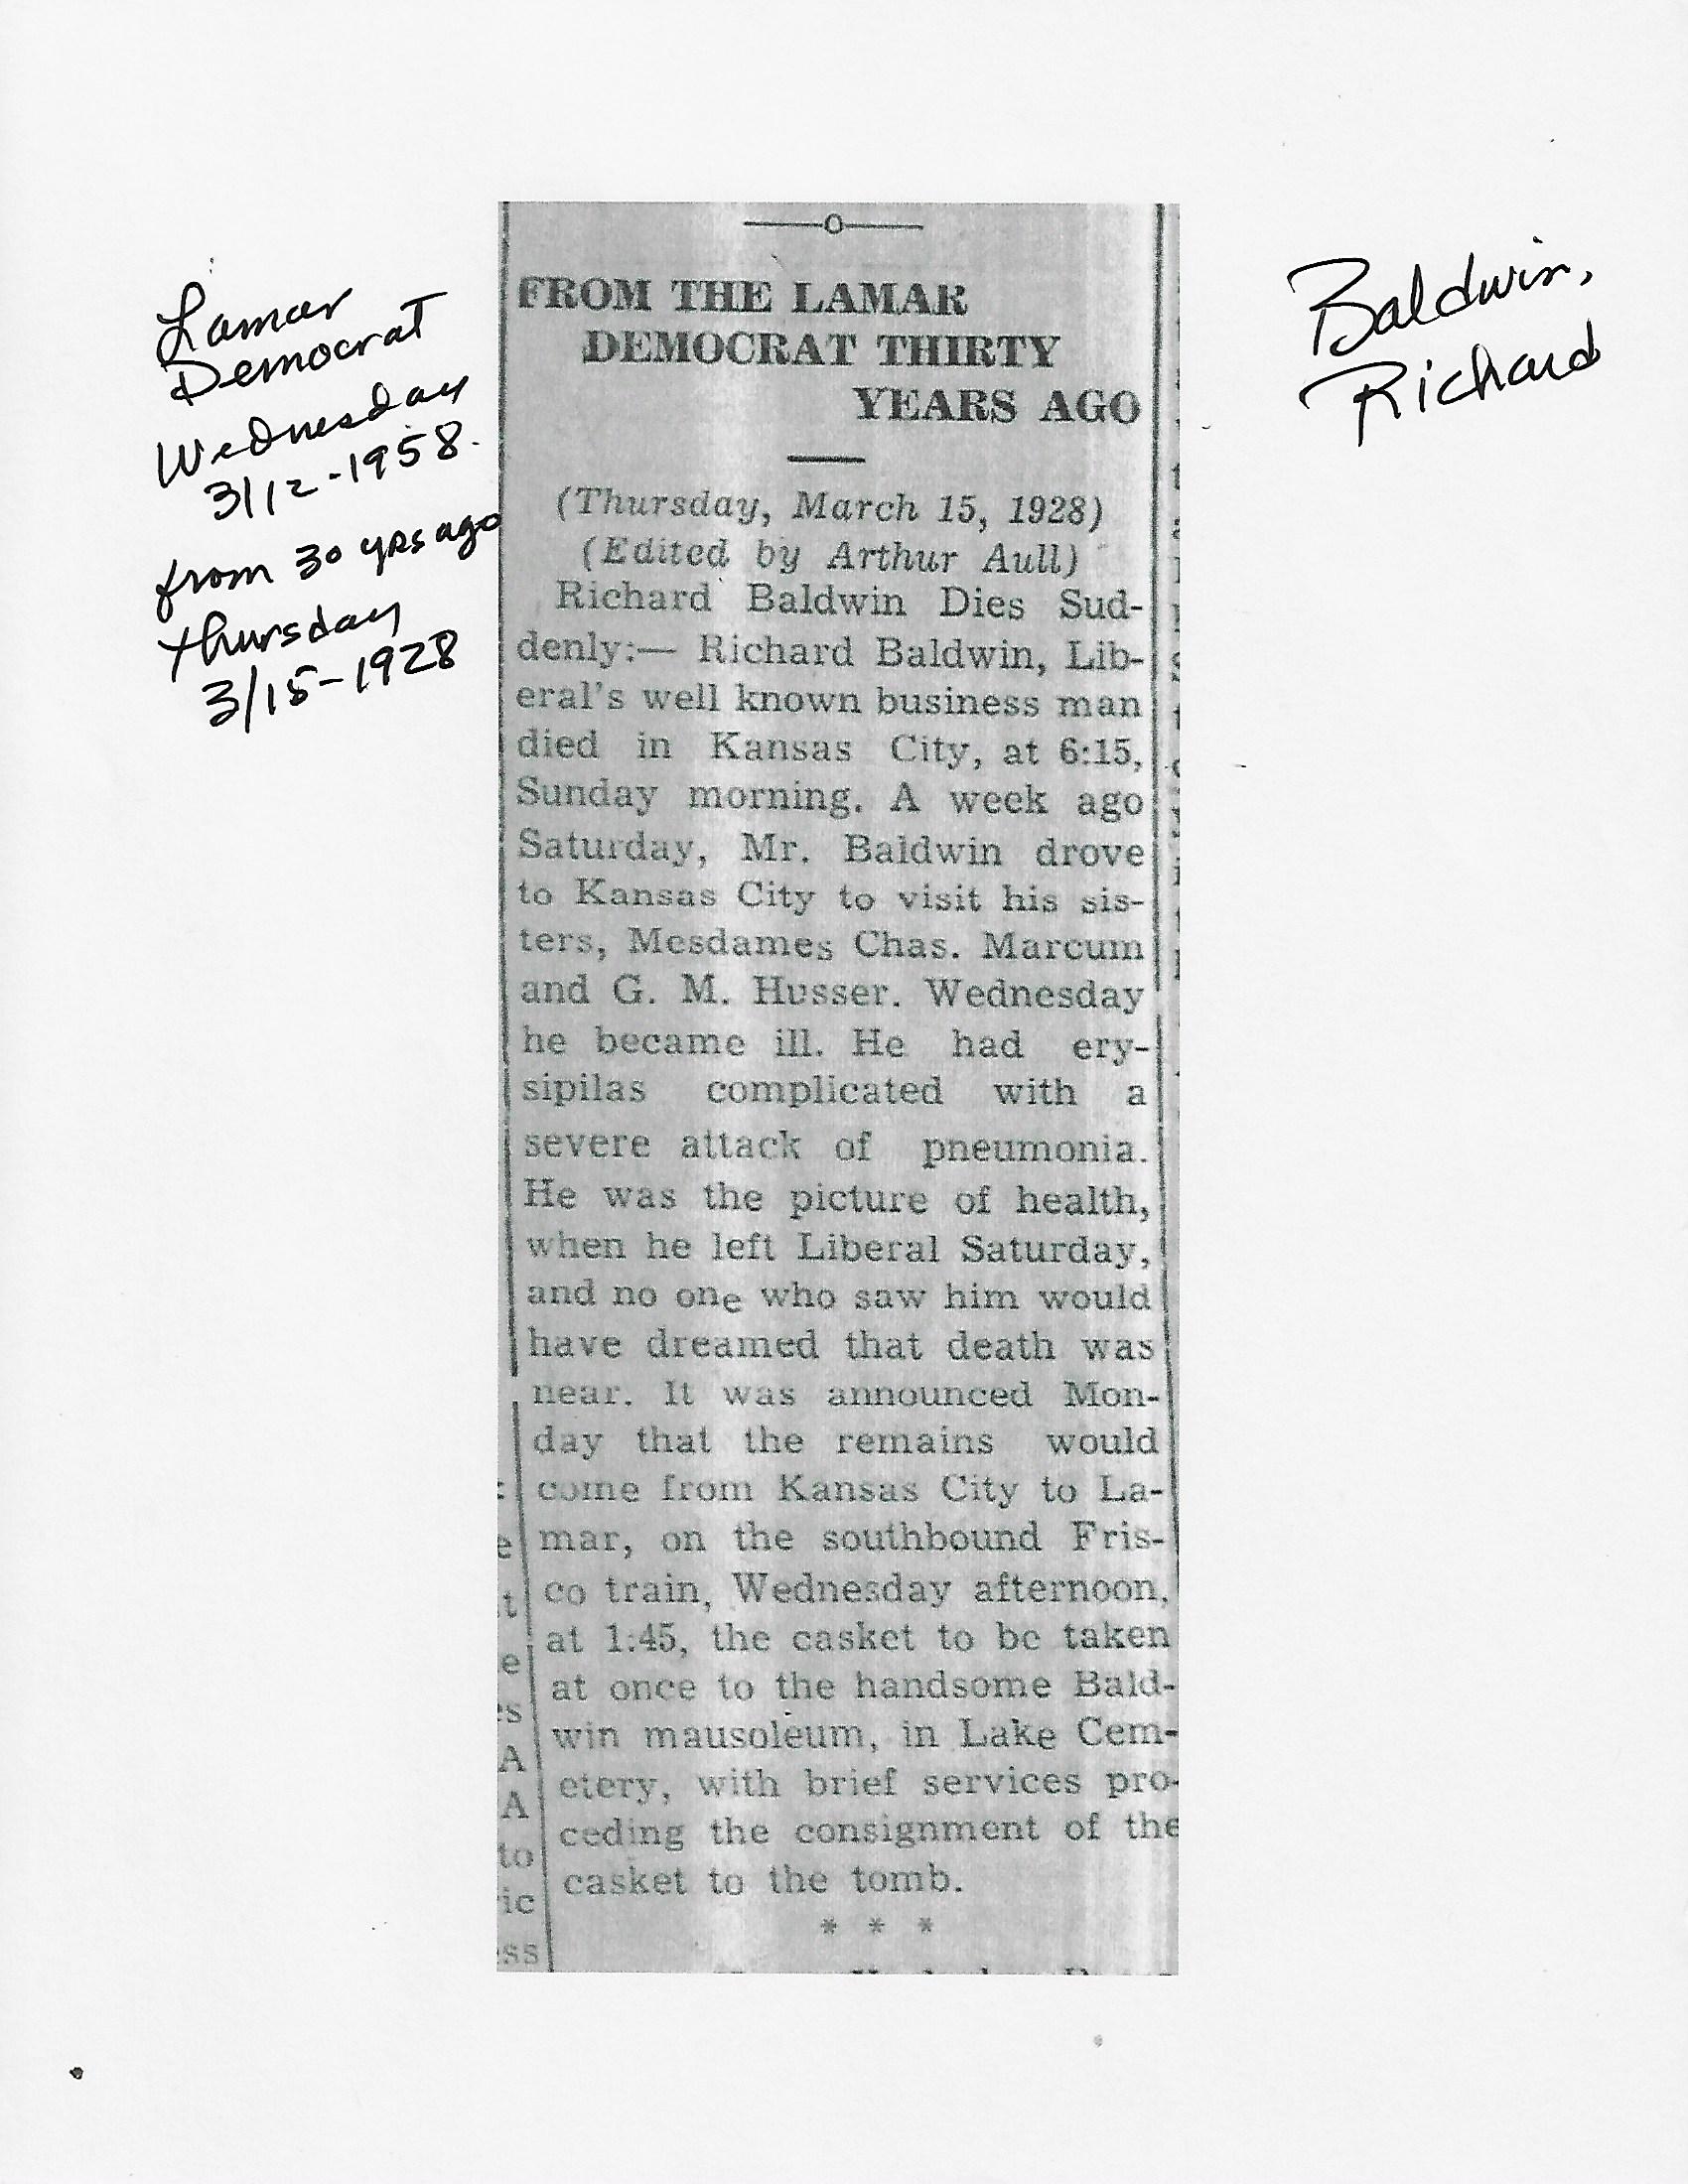 Lamar
Democrat
Wednesday
3/12-1958.
from 30 yrs ago
thursday
3/15-1928
Baldwin,
Richard
FROM THE LAMAR
DEMOCRAT THIRTY
YEARS AGO
(Thursday, March 15, 1928)
(Edited by Arthur Aull)
Richard Baldwin Dies Sud-
denly:— Richard Baldwin, Lib-
eral's well known business man
died in Kansas City, at 6:15,
Sunday morning. A week ago
Saturday, Mr. Baldwin drove
to Kansas City to visit his sis-
ters, Mesdames Chas. Marcum
and G. M. Husser. Wednesday
he became ill. He had ery-
sipilas complicated with a
severe attack of pneumonia.
He was the picture of health,
when he left Liberal Saturday,
and no one who saw him would
have dreamed that death was
near. It was announced Mon-
day that the remains would
come from Kansas City to La-
mar, on the southbound Fris-
co train, Wednesday afternoon,
at 1:45, the casket to be taken
at once to the handsome Bald-
win mausoleum, in Lake Cem-
etery, with brief services pro-
ceding the consignment of the
casket to the tomb.
* * *